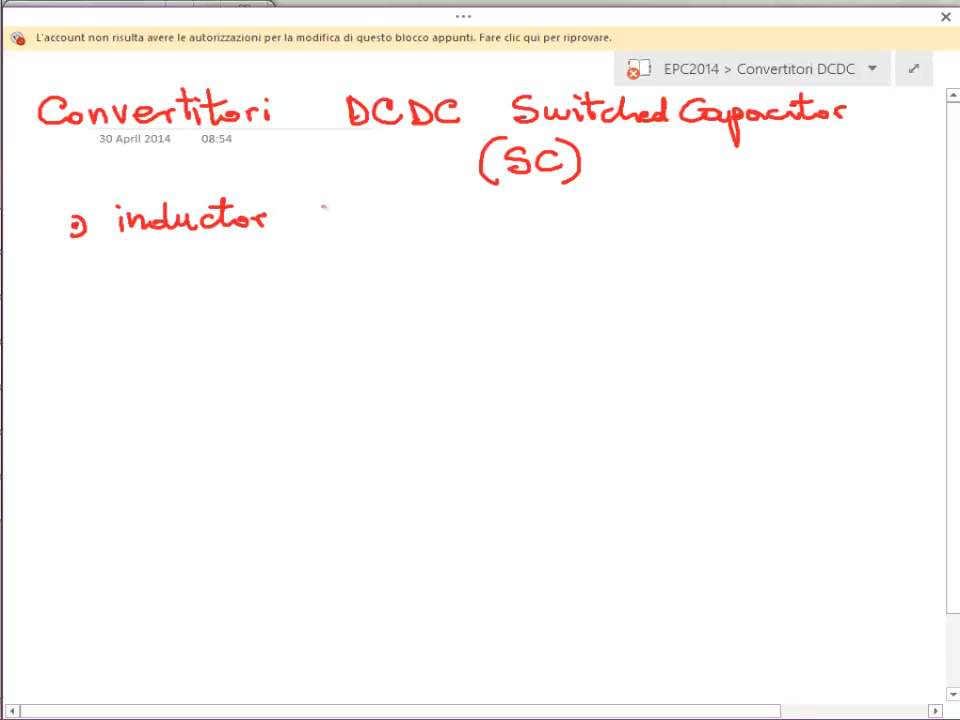 L'account non risulta avere le autorizzazioni per la modifica di questo blocco appunti. Fare clic qui per riprovare.
EPC2014 > Convertitori DCDC
Convertitori DCDC Switched Capacitor
30 April 2014 08:54
(SC)
inductor